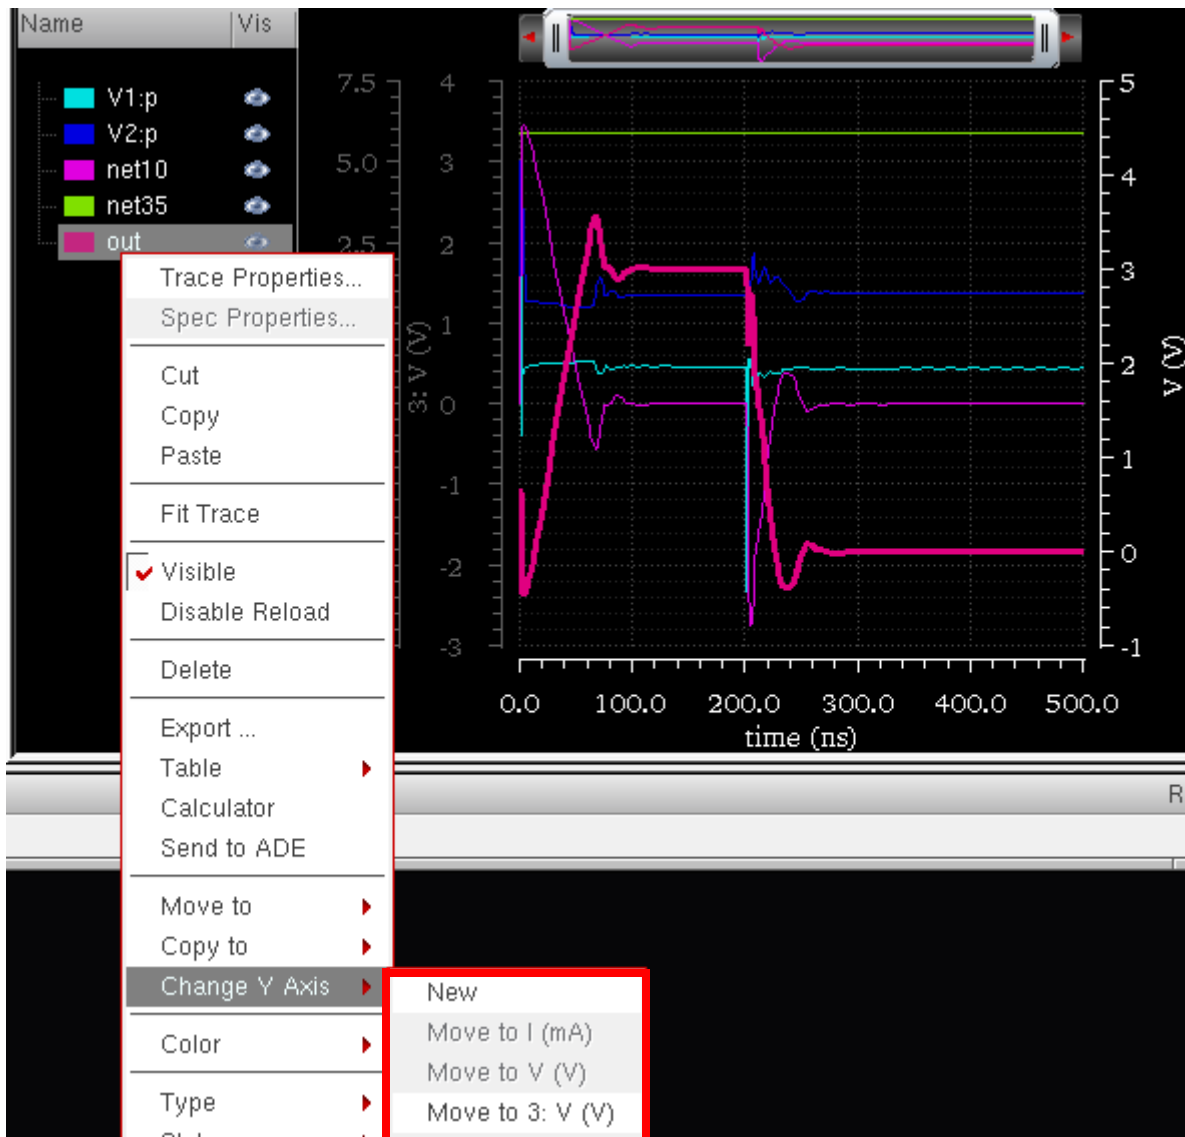 Name Vis
V1:p
V2:p
net10
net35
out
7.5
5.0
2.5
4
3
2
1
0
-1
-2
-3
3: V (V)
5
4
3
2
1
0
-1
V (V)
0.0 100.0 200.0 300.0 400.0 500.0
time (ns)
R
Trace Properties...
Spec Properties...
Cut
Copy
Paste
Fit Trace
Visible
Disable Reload
Delete
Export ...
Table
Calculator
Send to ADE
Move to
Copy to
Change Y Axis
Color
Type
New
Move to I (mA)
Move to V (V)
Move to 3: V (V)